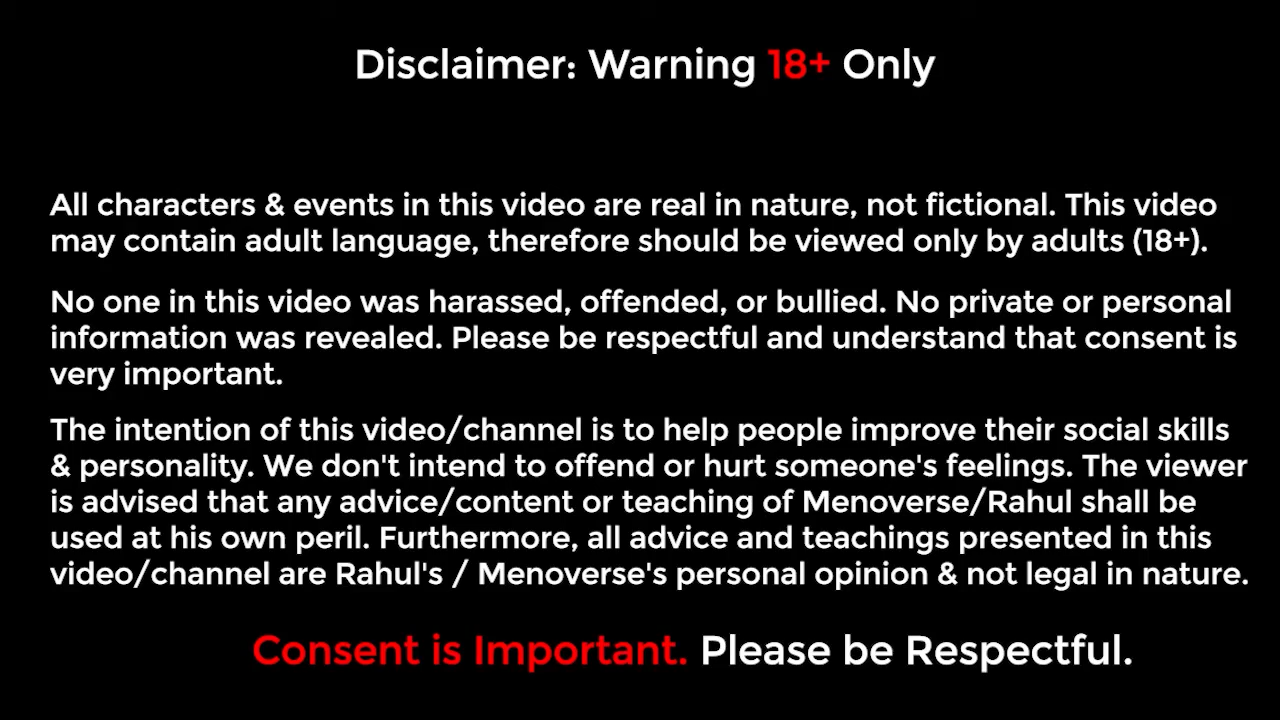 Disclaimer: Warning 18+ Only
All characters & events in this video are real in nature, not fictional. This video
may contain adult language, therefore should be viewed only by adults (18+).
No one in this video was harassed, offended, or bullied. No private or personal
information was revealed. Please be respectful and understand that consent is
very important.
The intention of this video/channel is to help people improve their social skills
& personality. We don't intend to offend or hurt someone's feelings. The viewer
is advised that any advice/content or teaching of Menoverse/Rahul shall be
used at his own peril. Furthermore, all advice and teachings presented in this
video/channel are Rahul's / Menoverse's personal opinion & not legal in nature.
Consent is Important. Please be Respectful.